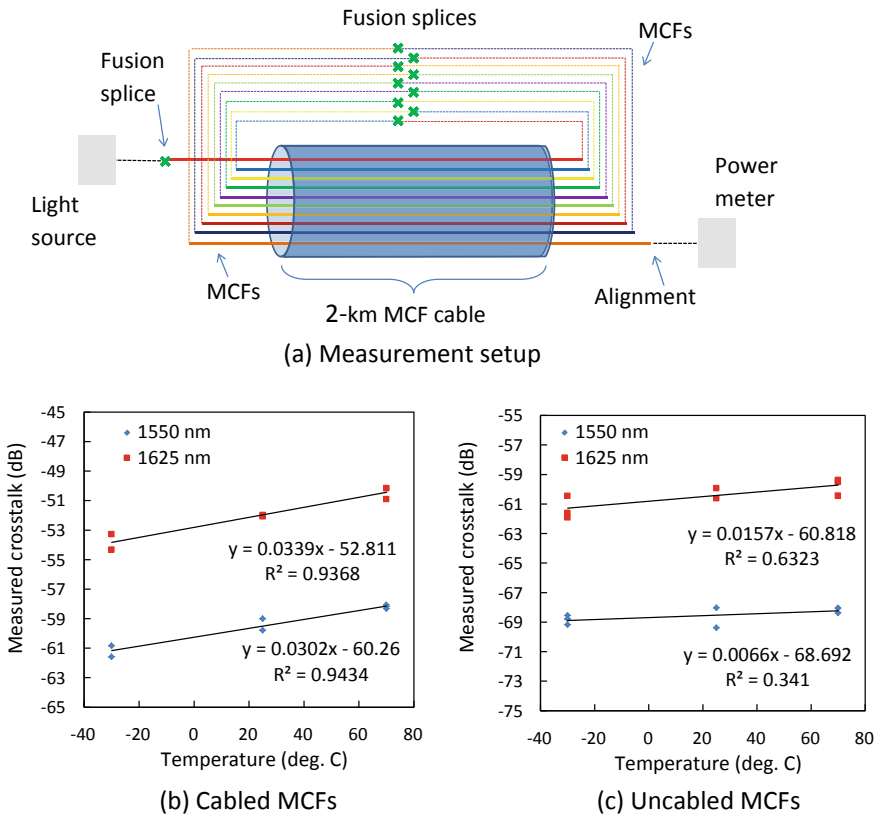 Fusion splices
MCFs
Fusion
splice
Power
meter
Light
source
MCFs
Alignment
2-km MCF cable
(a) Measurement setup
-45
-47
-49
-51
-53
-55
-57
-59
-61
-63
-65
Measured crosstalk (dB)
1550 nm
1625 nm
y = 0.0339x - 52.811
R² = 0.9368
y = 0.0302x - 60.26
R² = 0.9434
-40 -20 0 20 40 60 80
Temperature (deg. C)
(b) Cabled MCFs
-55
-57
-59
-61
-63
-65
-67
-69
-71
-73
-75
Measured crosstalk (dB)
1550 nm
1625 nm
y = 0.0157x - 60.818
R² = 0.6323
y = 0.0066x - 68.692
R² = 0.341
-40 -20 0 20 40 60 80
Temperature (deg. C)
(c) Uncabled MCFs